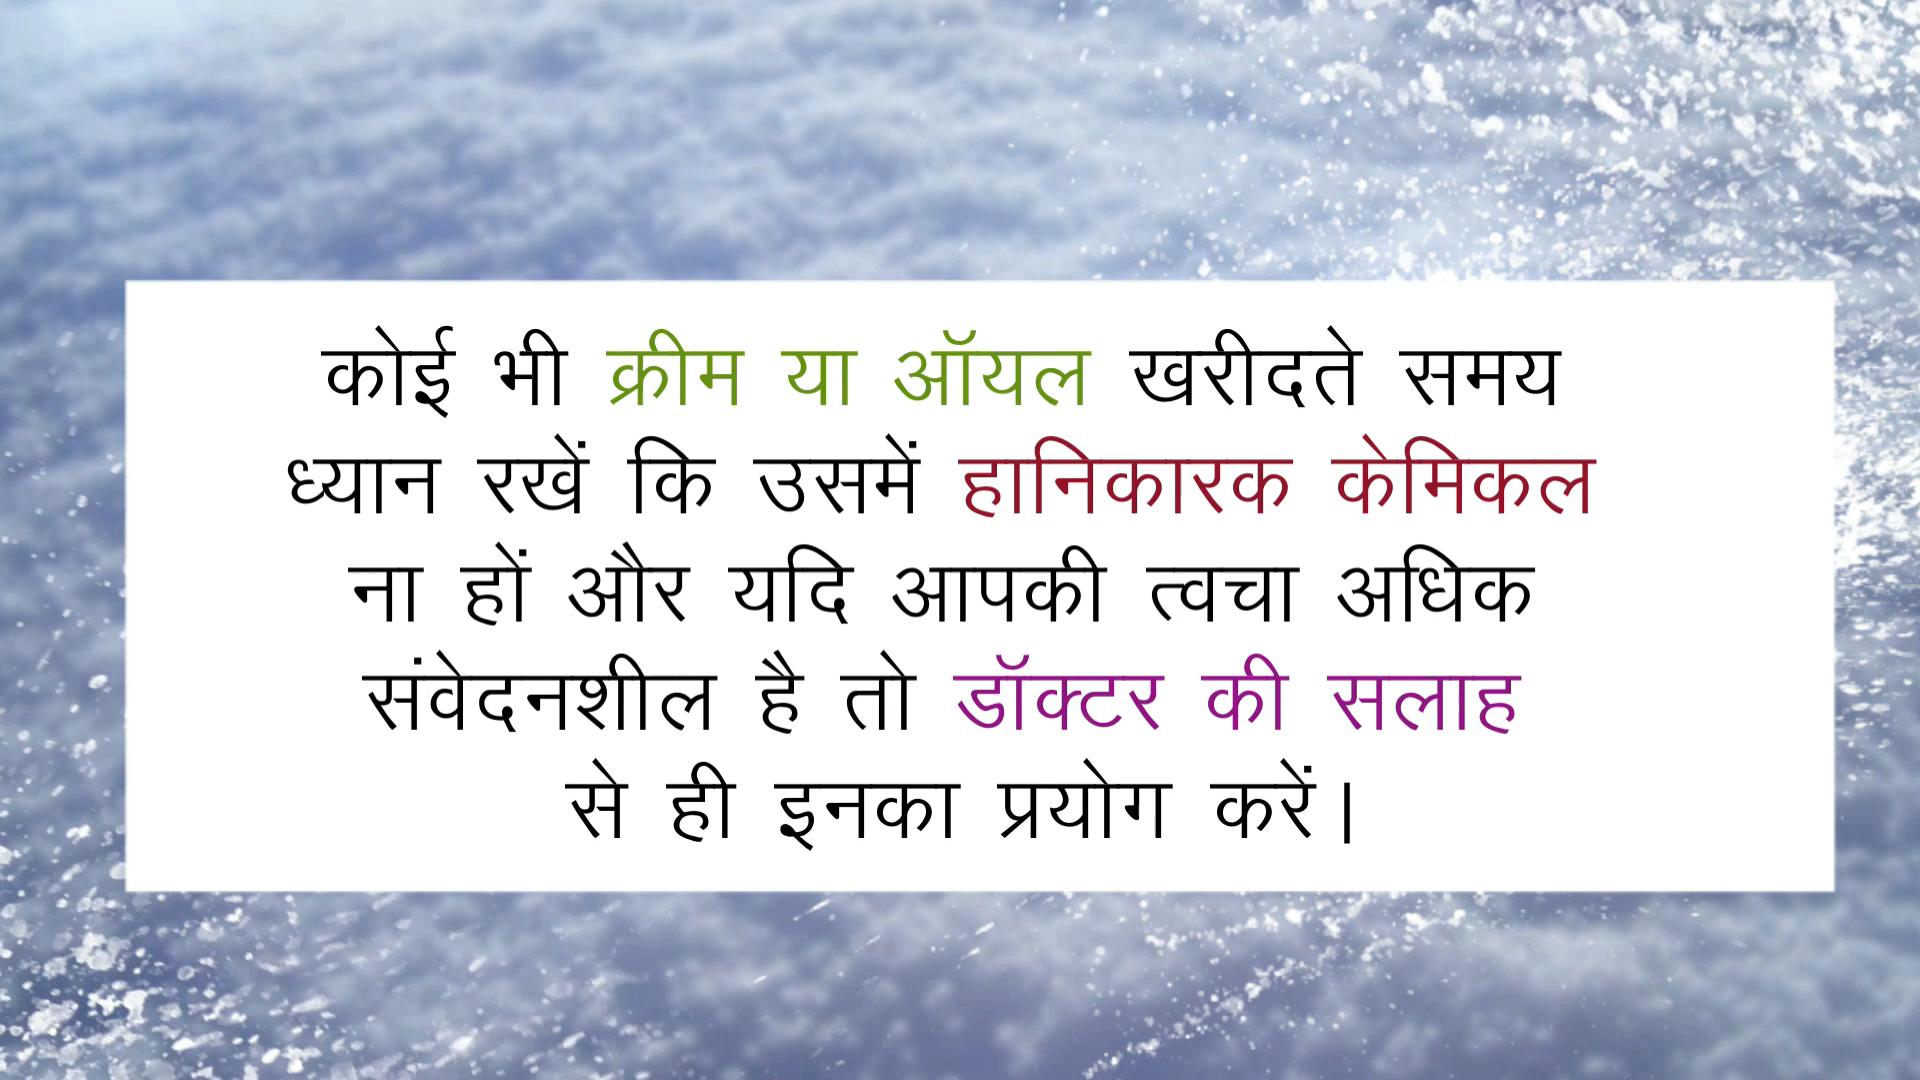 कोई भी क्रीम या ऑयल खरीदते समय
ध्यान रखें कि उसमें हानिकारक केमिकल
ना हों और यदि आपकी त्वचा अधिक
संवेदनशील है तो डॉक्टर की सलाह
से ही इनका प्रयोग करें।